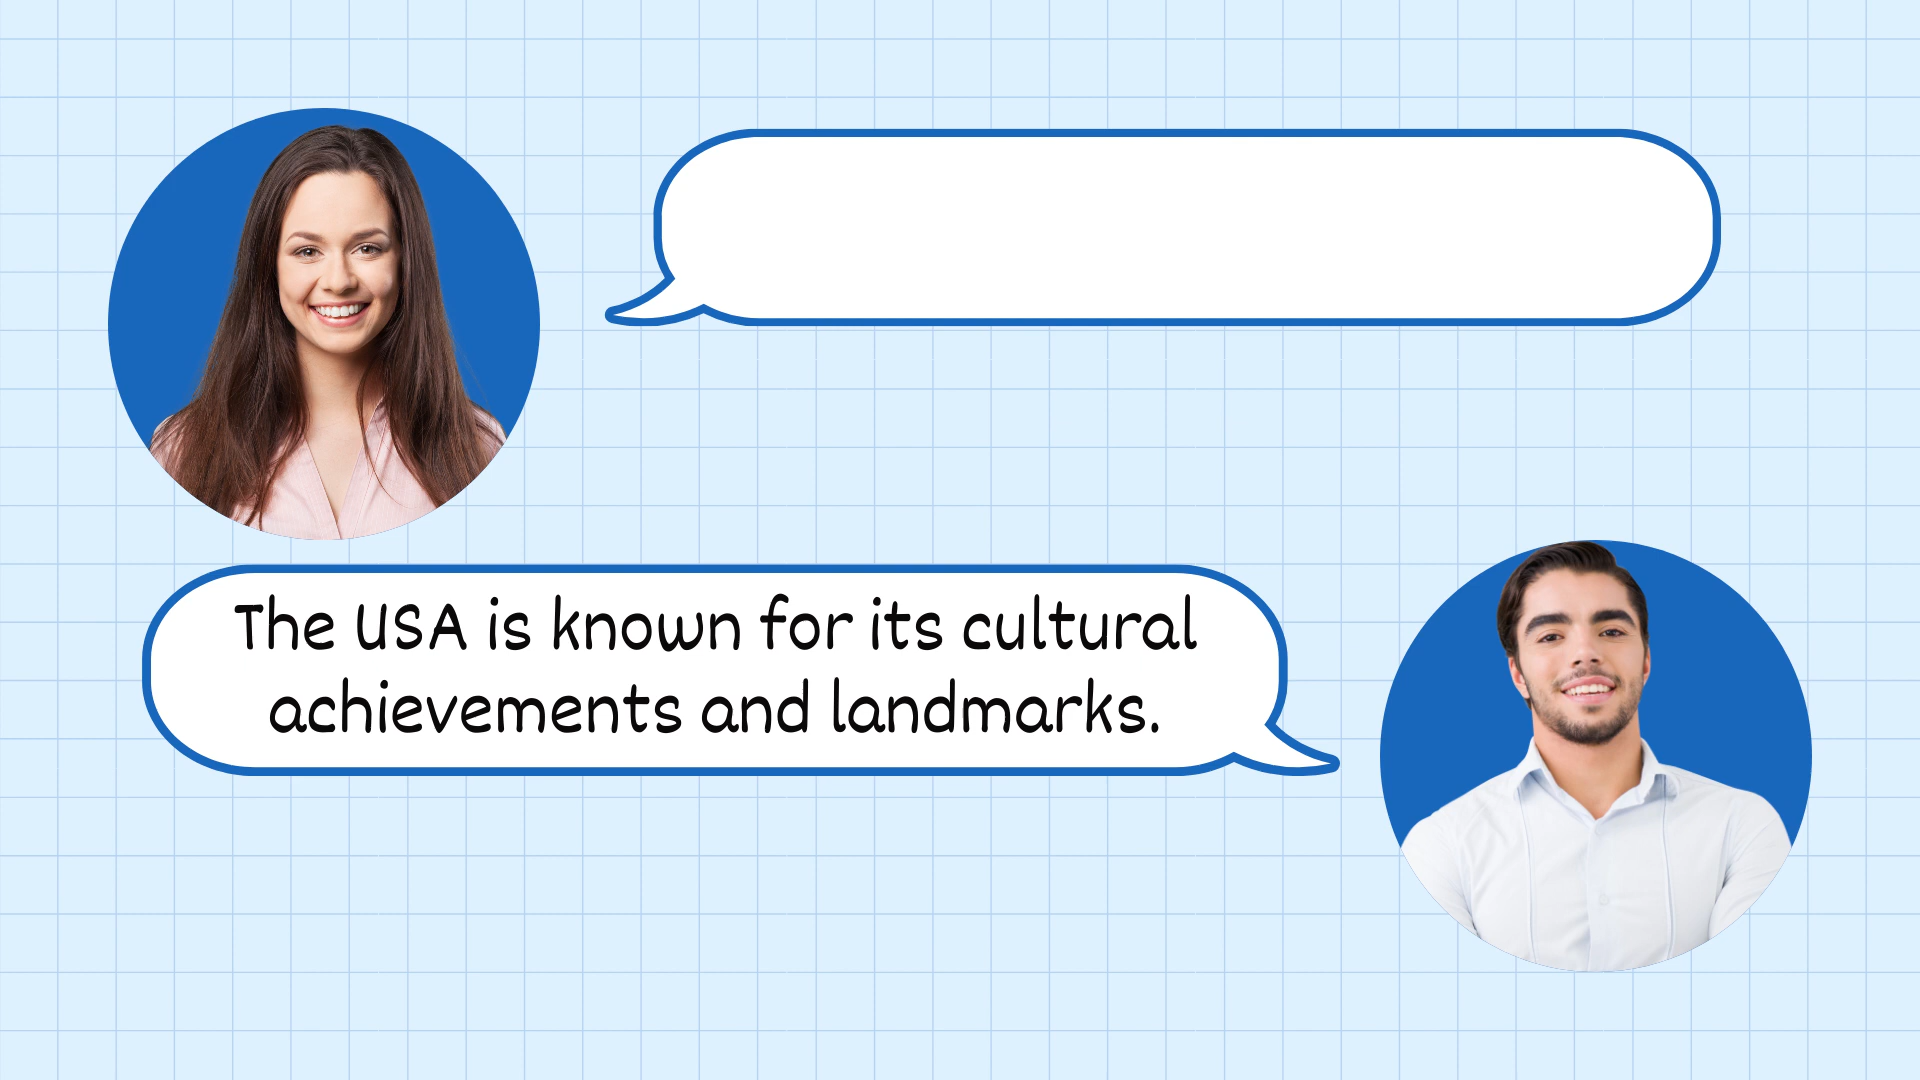 The USA is known for its cultural
achievements and landmarks.